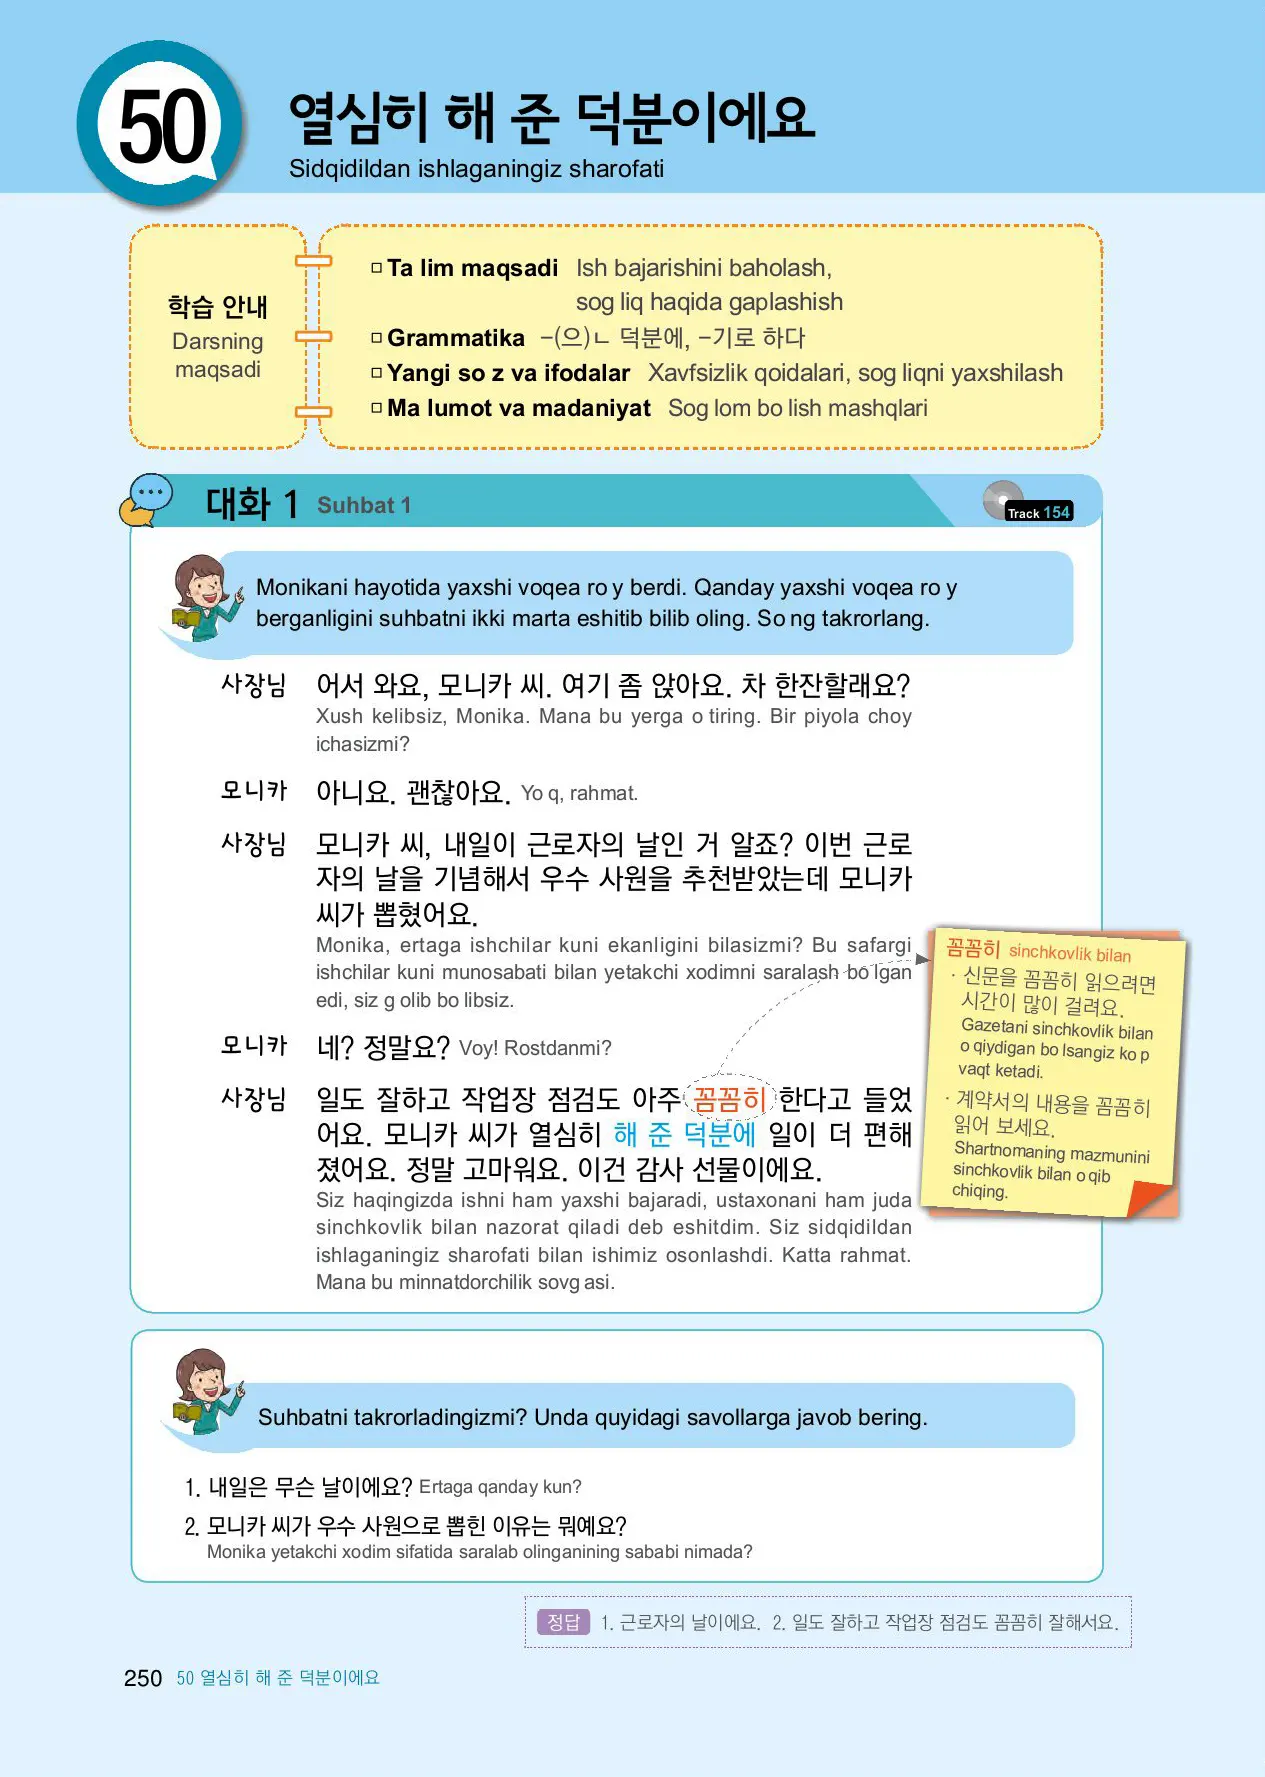 50
열심히 해 준 덕분이에요
Sidqidildan ishlaganingiz sharofati
학습 안내
Darsning
maqsadi
Ta lim maqsadi Ish bajarishini baholash,
sog liq haqida gaplashish
Grammatika -(으)ㄴ 덕분에, -기로 하다
Yangi so z va ifodalar Xavfsizlik qoidalari, sog liqni yaxshilash
Ma lumot va madaniyat Sog lom bo lish mashqlari
대화 1 Suhbat 1
Track 154
Monikani hayotida yaxshi voqea ro y berdi. Qanday yaxshi voqea ro y
berganligini suhbatni ikki marta eshitib bilib oling. So ng takrorlang.
사장님 어서 와요, 모니카 씨. 여기 좀 앉아요. 차 한잔할래요?
Xush kelibsiz, Monika. Mana bu yerga o tiring. Bir piyola choy
ichasizmi?
모니카 아니요. 괜찮아요. Yo q, rahmat.
사장님 모니카 씨, 내일이 근로자의 날인 거 알죠? 이번 근로
자의 날을 기념해서 우수 사원을 추천받았는데 모니카
씨가 뽑혔어요.
Monika, ertaga ishchilar kuni ekanligini bilasizmi? Bu safargi
ishchilar kuni munosabati bilan yetakchi xodimni saralash bo lgan
edi, siz g olib bo libsiz.
모니카 네? 정말요? Voy! Rostdanmi?
사장님 일도 잘하고 작업장 점검도 아주 꼼꼼히 한다고 들었
어요. 모니카 씨가 열심히 해 준 덕분에 일이 더 편해
졌어요. 정말 고마워요. 이건 감사 선물이에요.
Siz haqingizda ishni ham yaxshi bajaradi, ustaxonani ham juda
sinchkovlik bilan nazorat qiladi deb eshitdim. Siz sidqidildan
ishlaganingiz sharofati bilan ishimiz osonlashdi. Katta rahmat.
Mana bu minnatdorchilik sovg asi.
꼼꼼히 sinchkovlik bilan
· 신문을 꼼꼼히 읽으려면
시간이 많이 걸려요.
Gazetani sinchkovlik bilan
o qiydigan bo lsangiz ko p
vaqt ketadi.
· 계약서의 내용을 꼼꼼히
읽어 보세요.
Shartnomaning mazmunini
sinchkovlik bilan o qib
chiqing.
Suhbatni takrorladingizmi? Unda quyidagi savollarga javob bering.
1. 내일은 무슨 날이에요? Ertaga qanday kun?
2. 모니카 씨가 우수 사원으로 뽑힌 이유는 뭐예요?
Monika yetakchi xodim sifatida saralab olinganining sababi nimada?
정답 1. 근로자의 날이에요. 2. 일도 잘하고 작업장 점검도 꼼꼼히 잘해서요.
250 50 열심히 해 준 덕분이에요